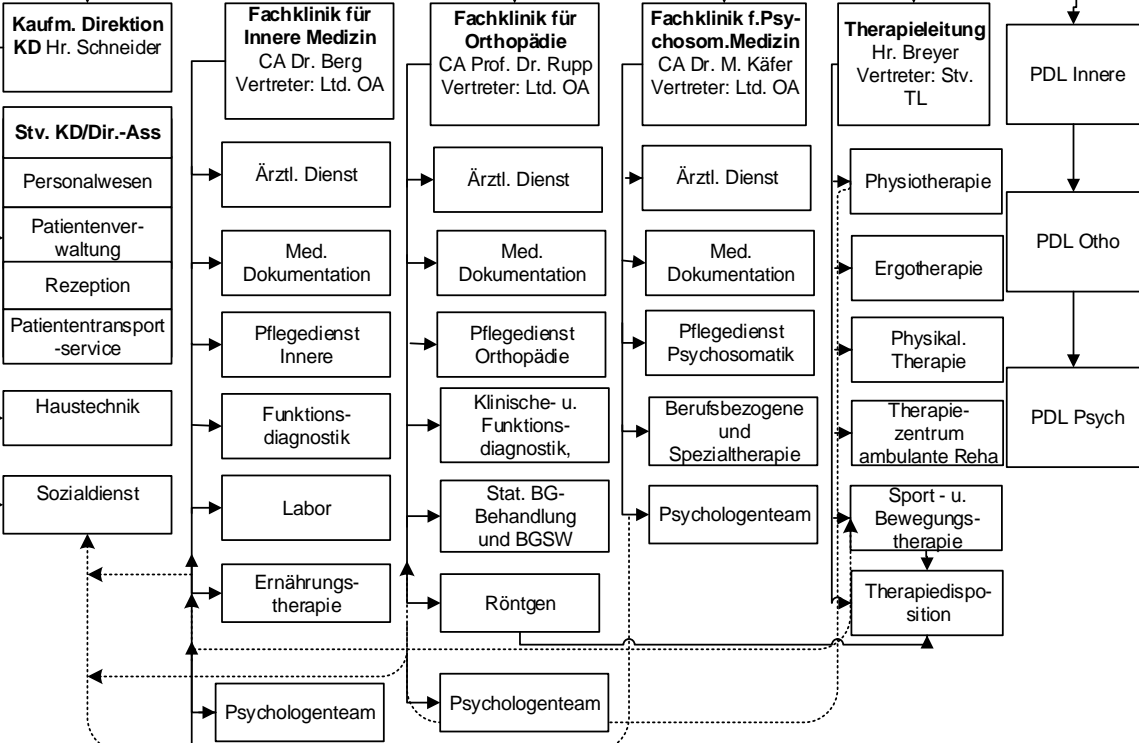 Kaufm. Direktion
KD Hr. Schneider
Stv. KD/Dir.-Ass
Personalwesen
Patientenver-
waltung
Rezeption
Patiententransport
-service
Haustechnik
Sozialdienst
Fachklinik für
Innere Medizin
CA Dr. Berg
Vertreter: Ltd. OA
Ärztl. Dienst
Med.
Dokumentation
Pflegedienst
Innere
Funktions-
diagnostik
Labor
Ernährungs-
therapie
Psychologenteam
Fachklinik für
Orthopädie
CA Prof. Dr. Rupp
Vertreter: Ltd. OA
Ärztl. Dienst
Med.
Dokumentation
Pflegedienst
Orthopädie
Klinische- u.
Funktions-
diagnostik,
Stat. BG-
Behandlung
und BGSW
Röntgen
Psychologenteam
Fachklinik f.Psy-
chosom.Medizin
CA Dr. M. Käfer
Vertreter: Ltd. OA
Ärztl. Dienst
Med.
Dokumentation
Pflegedienst
Psychosomatik
Berufsbezogene
und
Spezialtherapie
Psychologenteam
Therapieleitung
Hr. Breyer
Vertreter: Stv.
TL
Physiotherapie
Ergotherapie
Physikal.
Therapie
Therapie-
zentrum
ambulante Reha
Sport - u.
Bewegungs-
therapie
Therapiedispo-
sition
PDL Innere
PDL Otho
PDL Psych